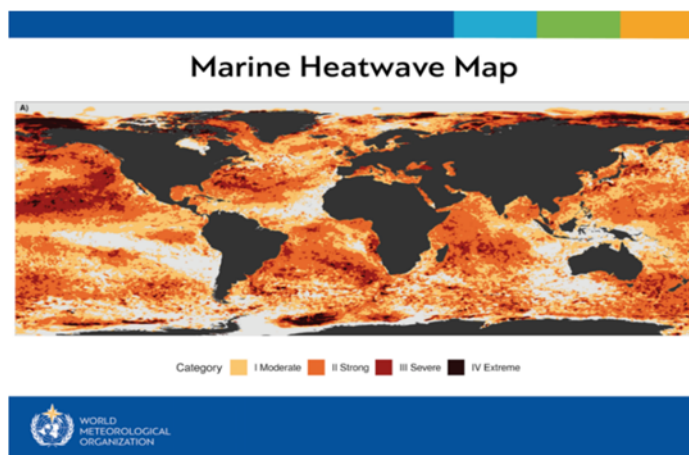 Marine Heatwave Map
A)
Category I Moderate II Strong III Severe IV Extreme
WORLD
METEOROLOGICAL
ORGANIZATION